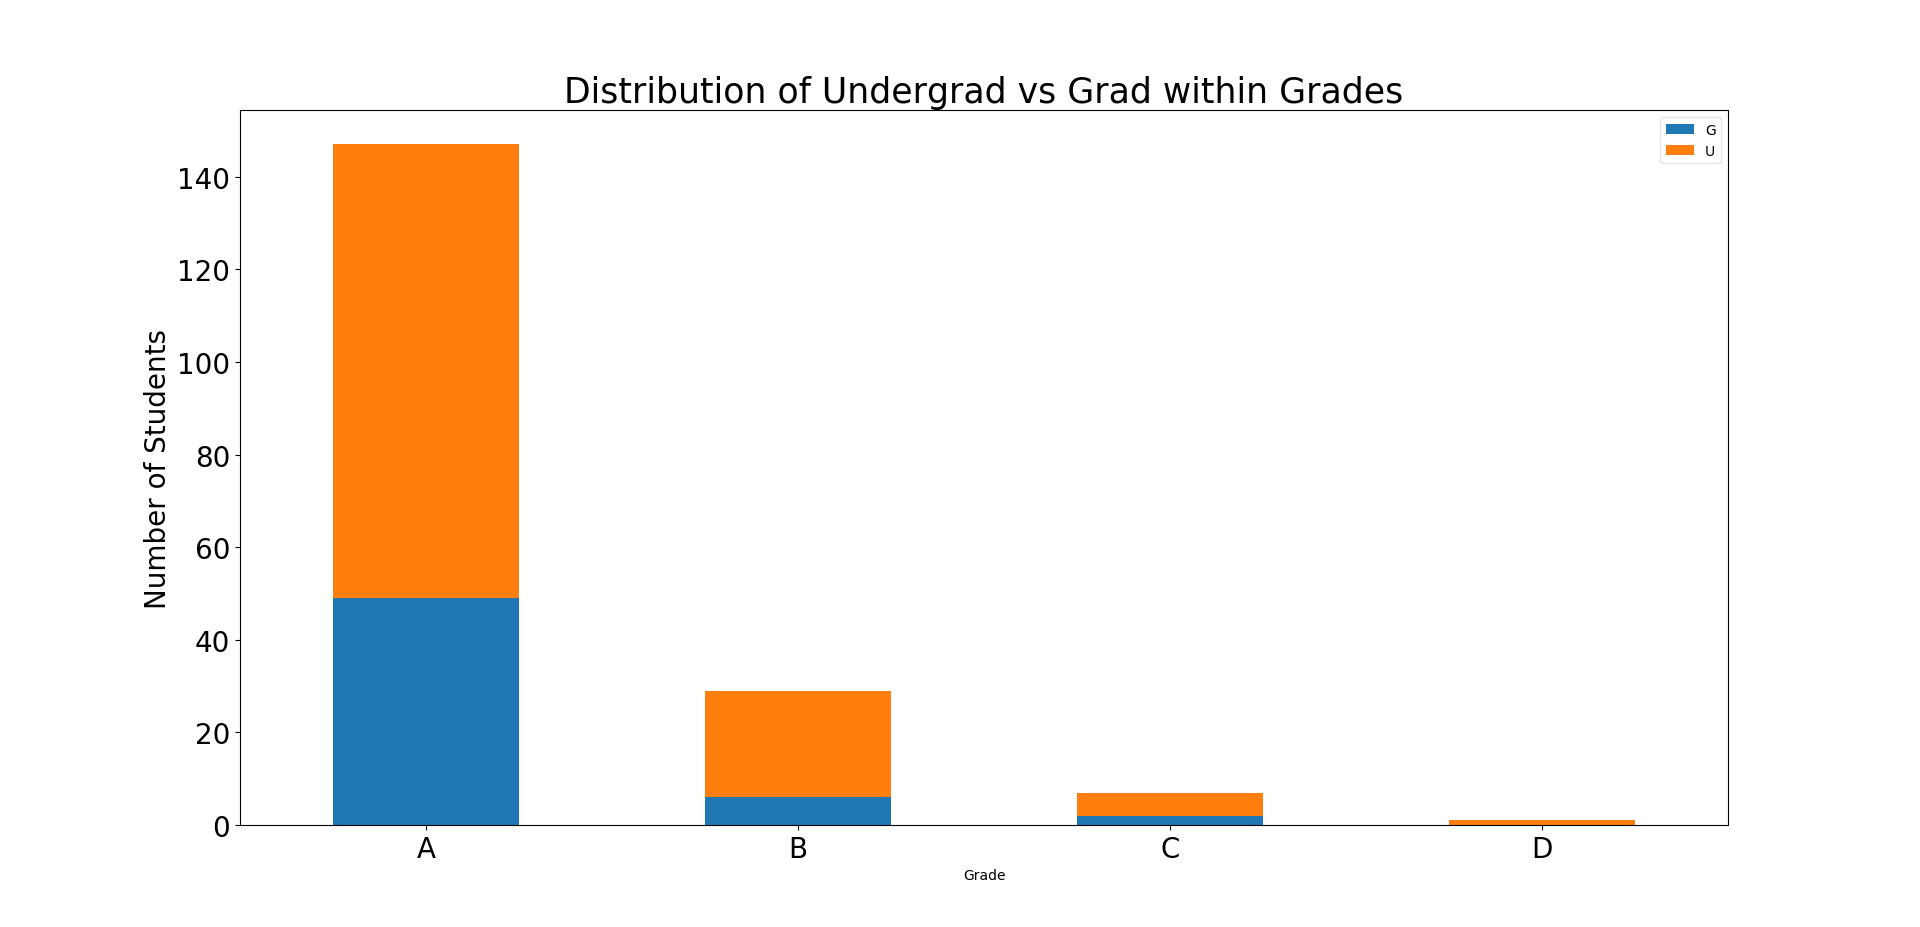 Distribution of Undergrad vs Grad within Grades
G
U
Number of Students
140
120
100
80
60
40
20
0
A B C D
Grade